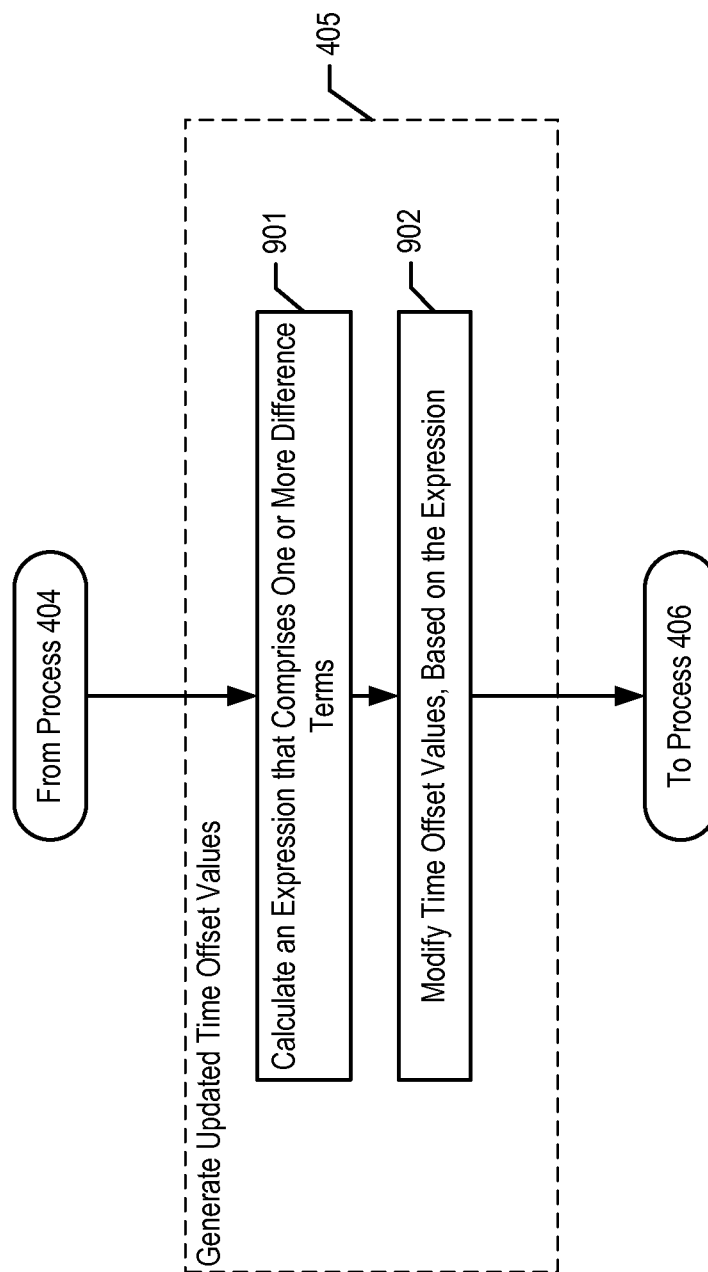 From Process 404
405
Generate Updated Time Offset Values
901
Calculate an Expression that Comprises One or More Difference
Terms
902
Modify Time Offset Values, Based on the Expression
To Process 406